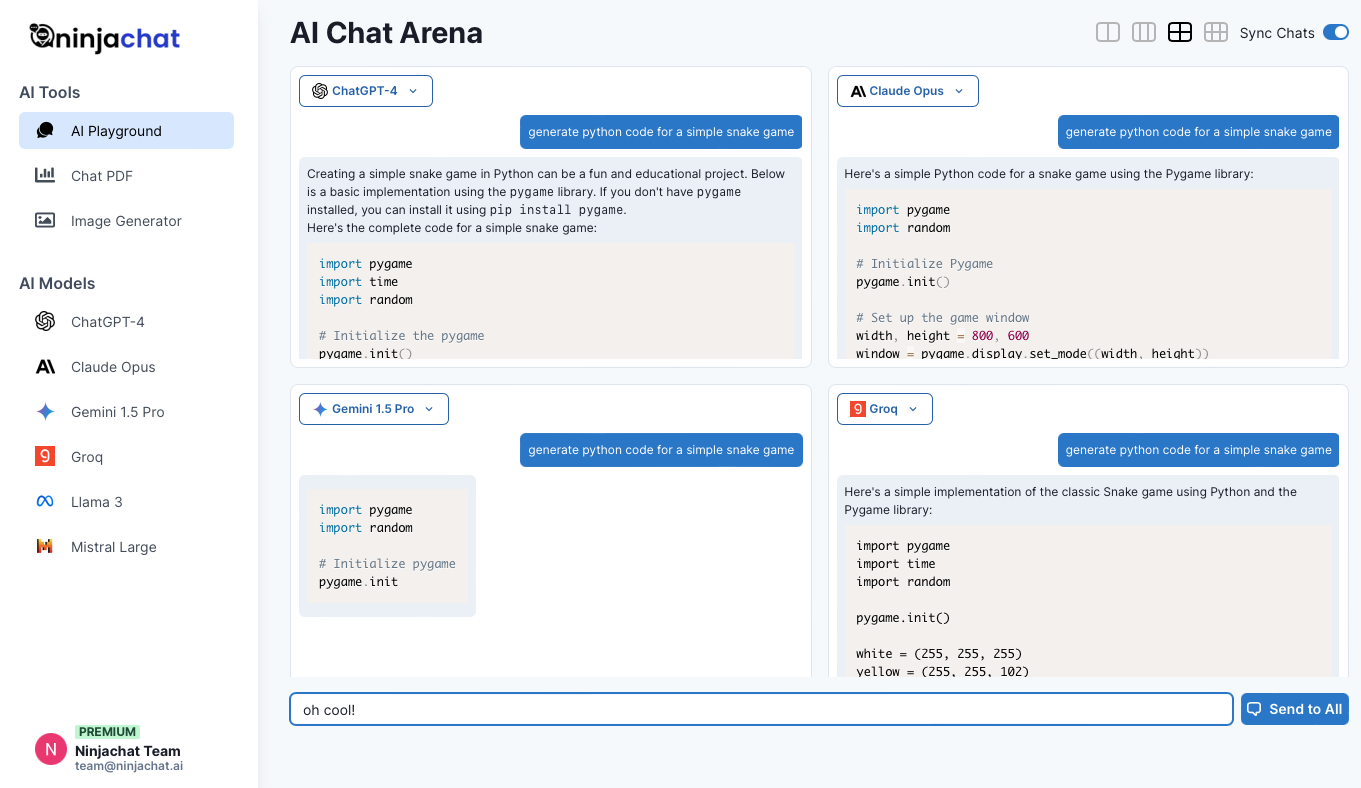 ninjachat
AI Tools
AI Playground
Chat PDF
Image Generator
AI Models
ChatGPT-4
Claude Opus
Gemini 1.5 Pro
Groq
Llama 3
Mistral Large
N
PREMIUM
Ninjachat Team
team@ninjachat.ai
AI Chat Arena
Sync Chats
ChatGPT-4
generate python code for a simple snake game
Creating a simple snake game in Python can be a fun and educational project. Below
is a basic implementation using the pygame library. If you don't have pygame
installed, you can install it using pip install pygame.
Here's the complete code for a simple snake game:
import pygame
import time
import random
# Initialize the pygame
pygame.init()
Claude Opus
generate python code for a simple snake game
Here's a simple Python code for a snake game using the Pygame library:
import pygame
import random
# Initialize Pygame
pygame.init()
# Set up the game window
width, height = 800, 600
window = pygame.display.set_mode((width, height))
Gemini 1.5 Pro
generate python code for a simple snake game
import pygame
import random
# Initialize pygame
pygame.init
Groq
generate python code for a simple snake game
Here's a simple implementation of the classic Snake game using Python and the
Pygame library:
import pygame
import time
import random
pygame.init()
white = (255, 255, 255)
yellow = (255, 255, 102)
oh cool!
Send to All